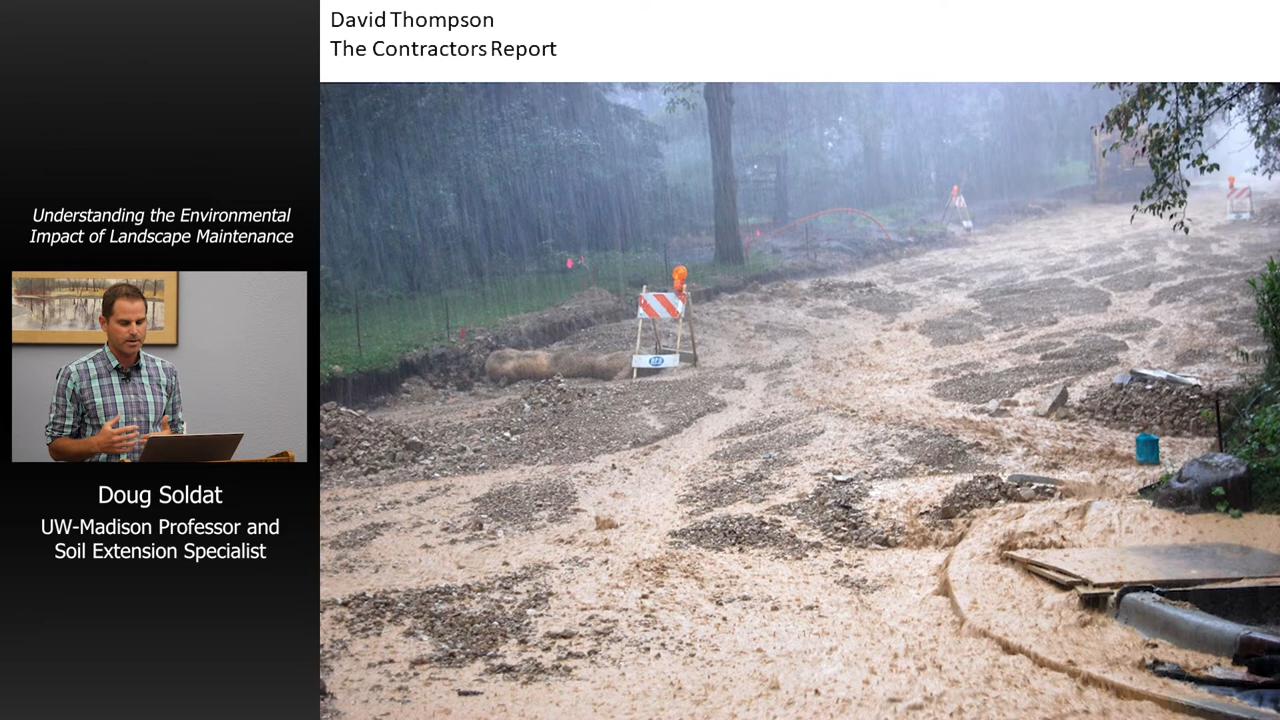 David Thompson
The Contractors Report
Understanding the Environmental
Impact of Landscape Maintenance
Doug Soldat
UW-Madison Professor and
Soil Extension Specialist